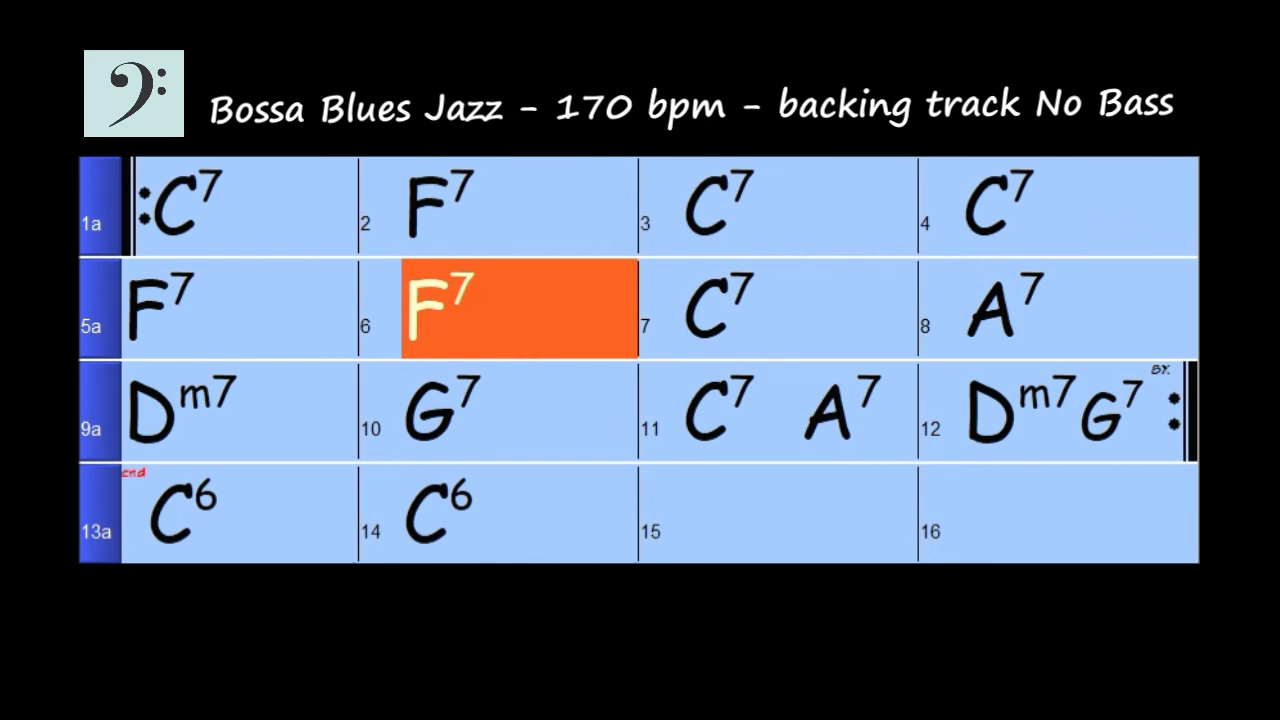 Bossa Blues Jazz - 170 bpm - backing track No Bass
1a C7 2 F7 3 C7 4 C7
5a F7 6 F7 7 C7 8 A7
9a Dm7 10 G7 11 C7 A7 12 Dm7 G7
end
13a C6 14 C6 15 16